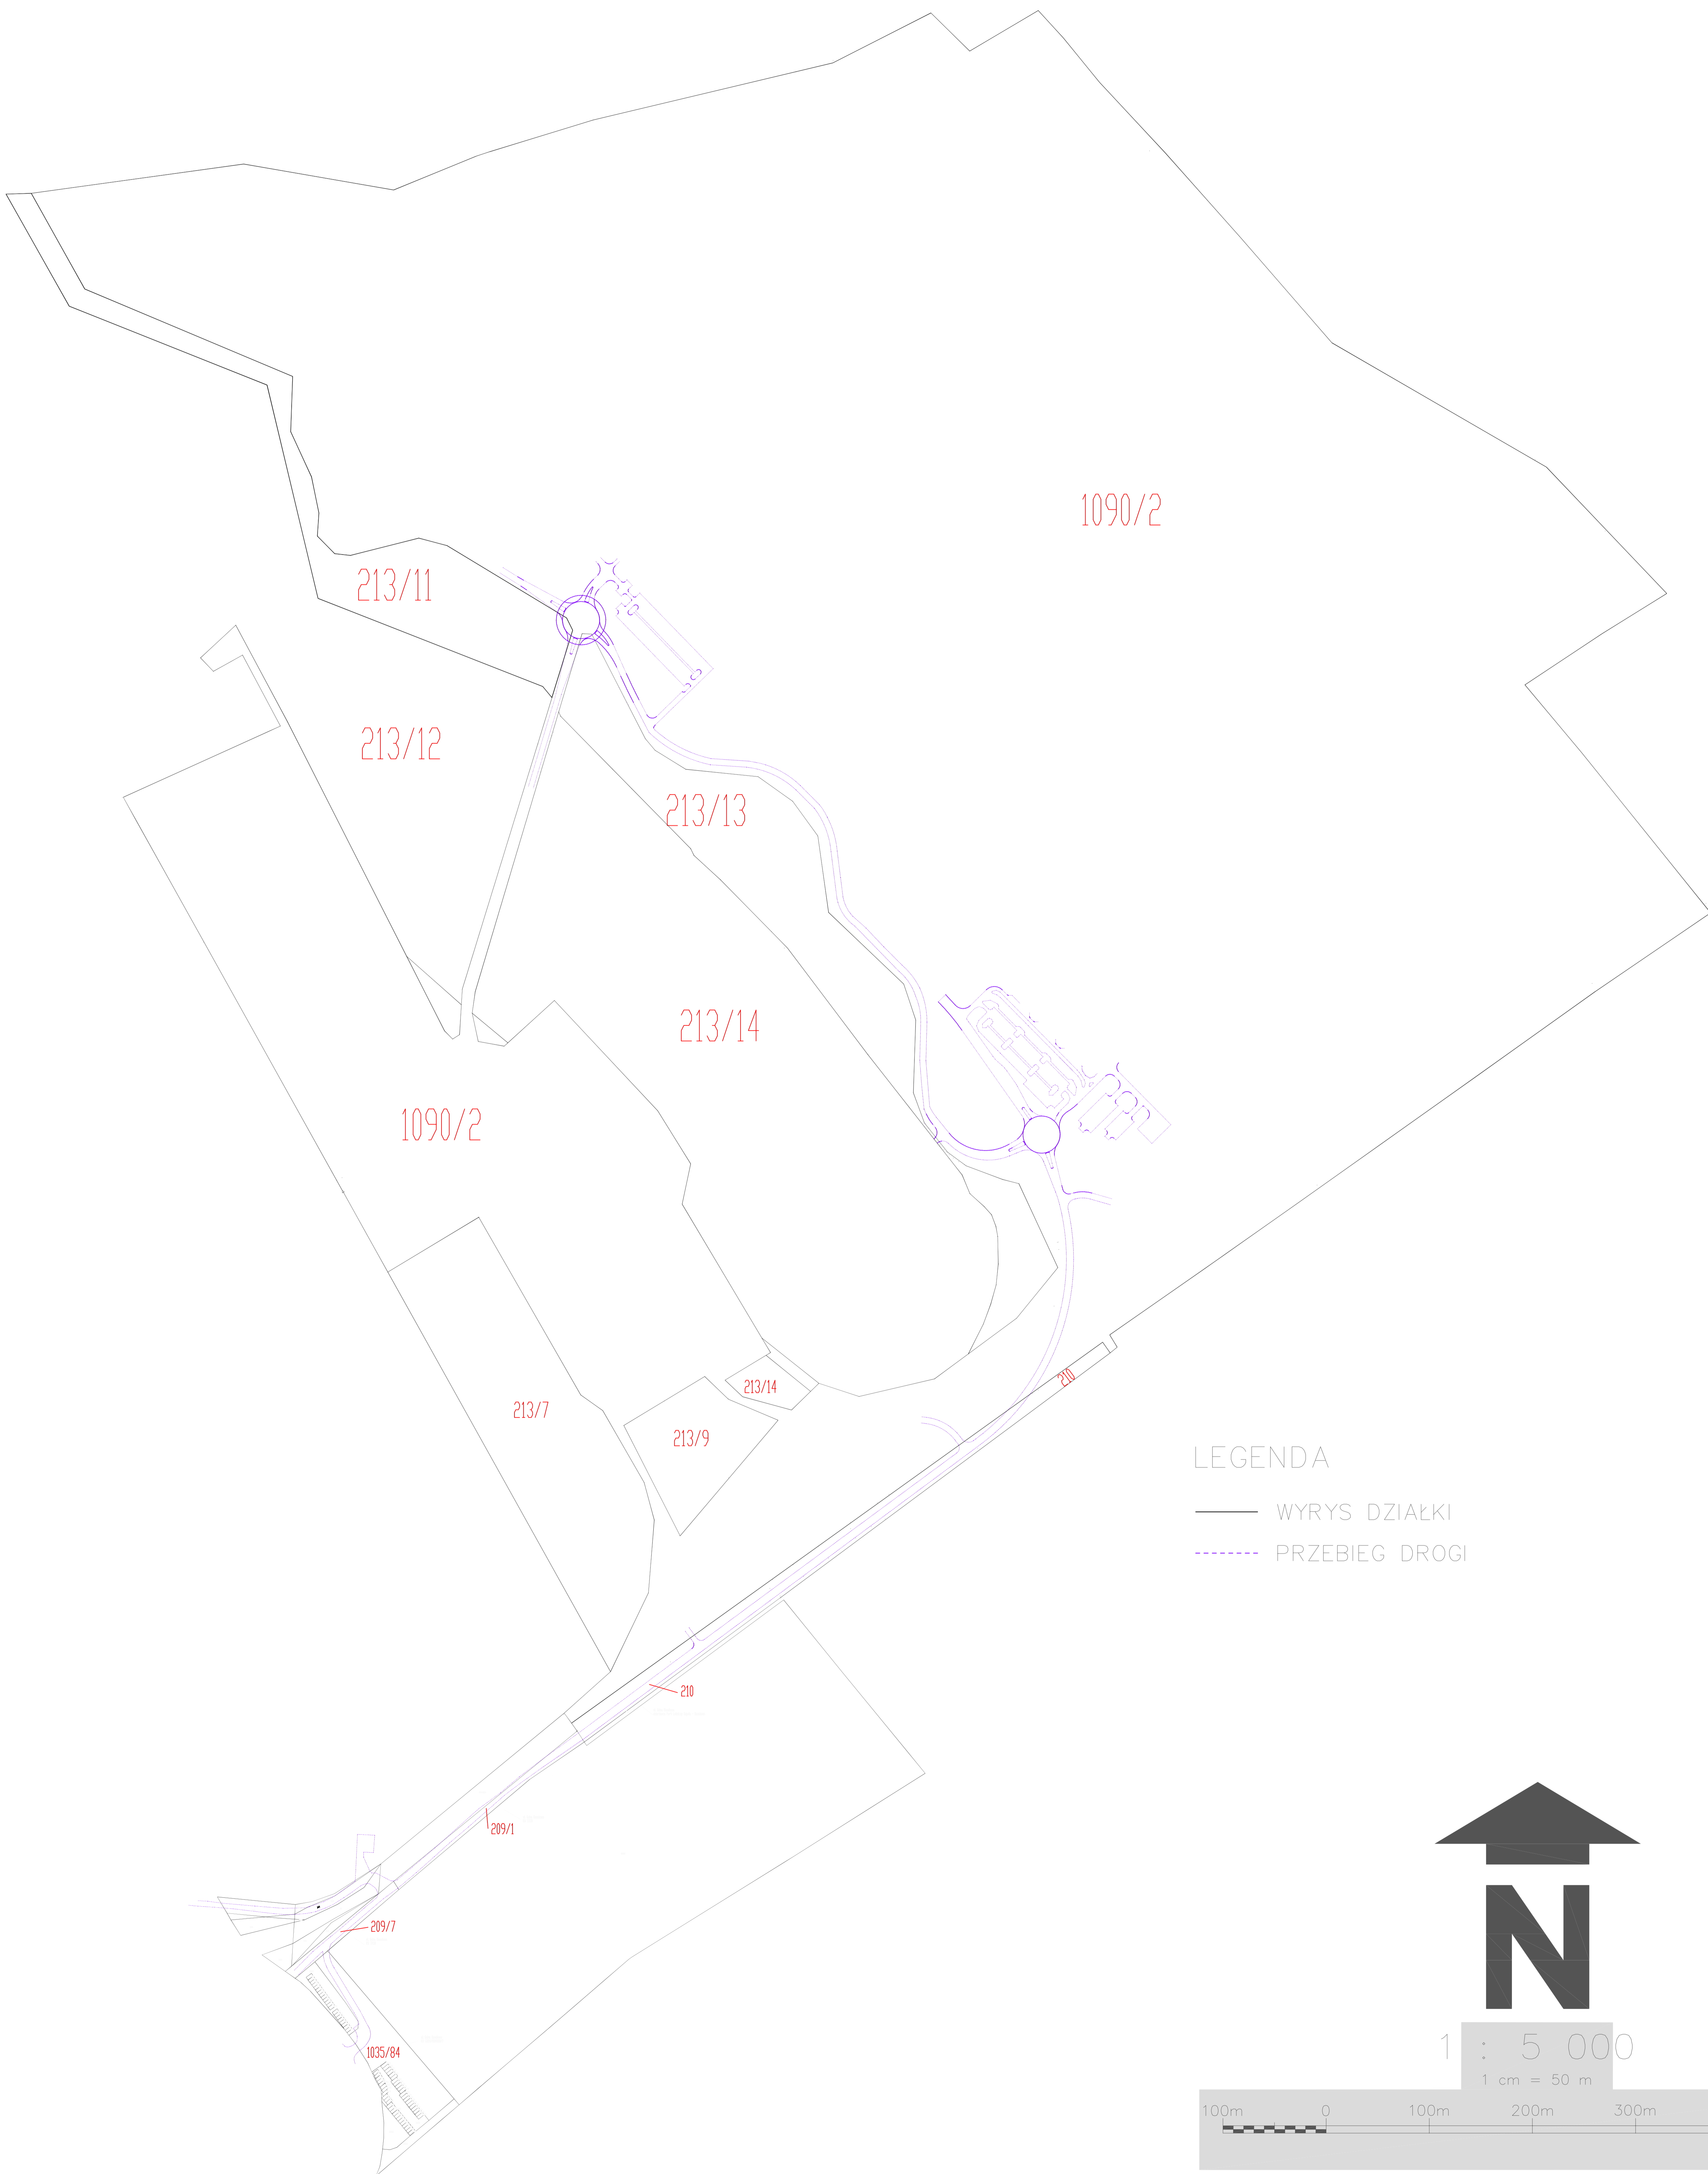 1090/2
213/11
213/12
213/13
213/14
1090/2
210
213/14
213/7
213/9
LEGENDA
WYRYS DZIAŁKI
PRZEBIEG DROGI
210
209/1
209/7
1035/84
N
1 : 5 000
1 cm = 50 m
100m 0 100m 200m 300m